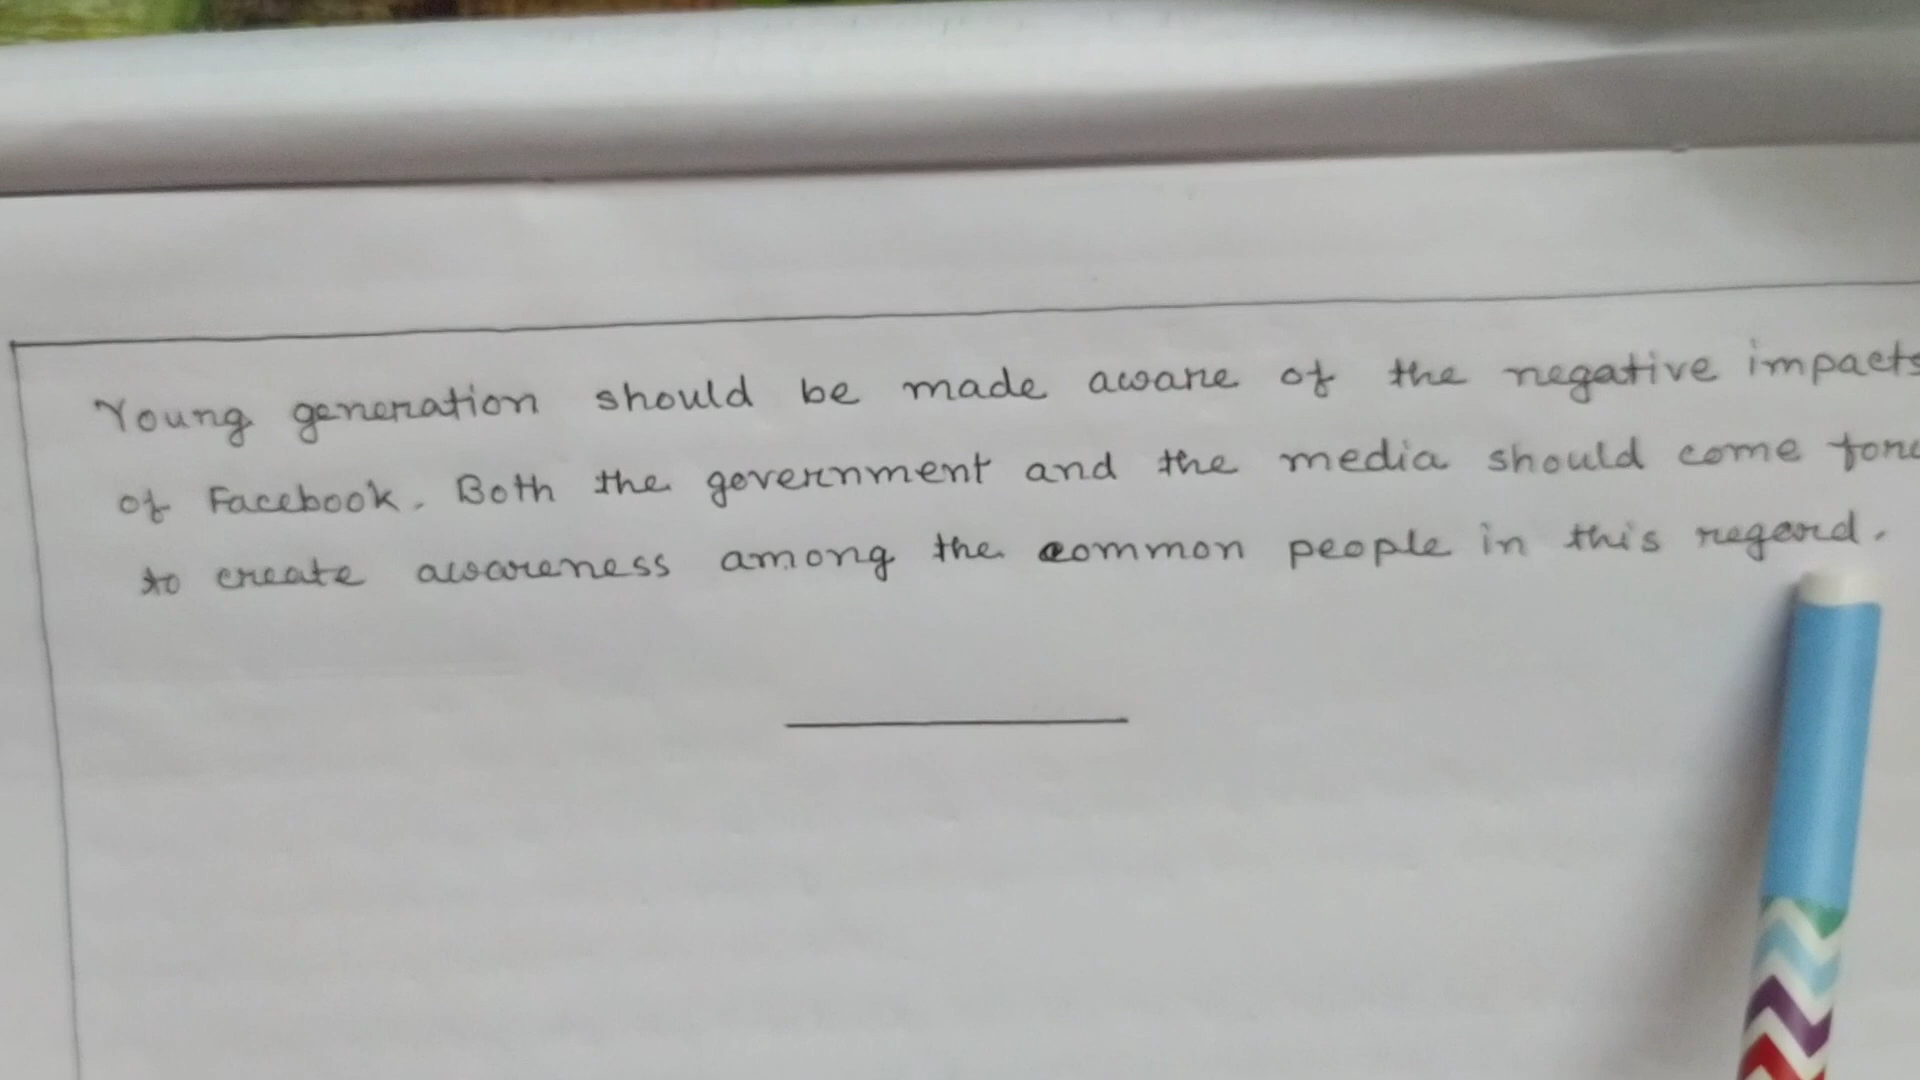 Young generation should be made aware of the negative impacts
of Facebook. Both the government and the media should come
to create awareness among the common people in this regard.